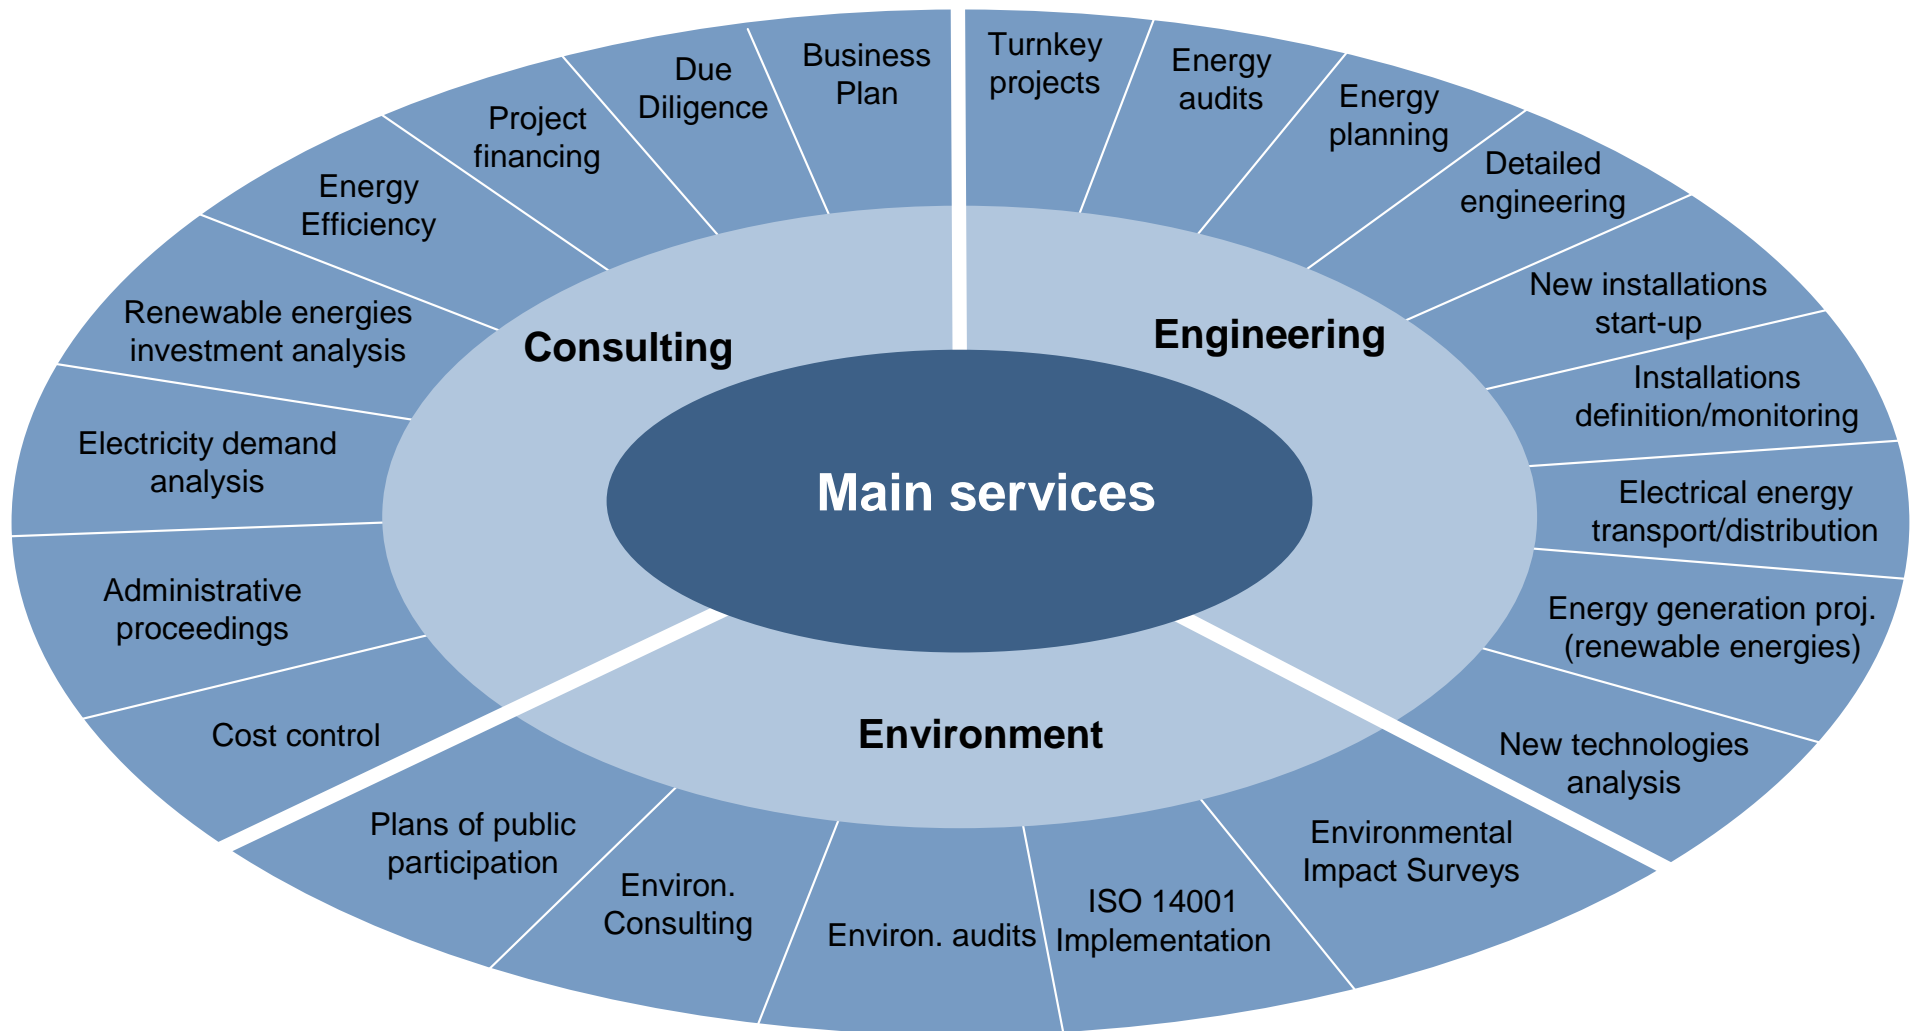 Main services
Consulting
Business
Plan
Due
Diligence
Project
financing
Energy
Efficiency
Renewable energies
investment analysis
Electricity demand
analysis
Administrative
proceedings
Cost control
Engineering
Turnkey
projects
Energy
audits
Energy
planning
Detailed
engineering
New installations
start-up
Installations
definition/monitoring
Electrical energy
transport/distribution
Energy generation proj.
(renewable energies)
New technologies
analysis
Environment
Plans of public
participation
Environ.
Consulting
Environ. audits
ISO 14001
Implementation
Environmental
Impact Surveys